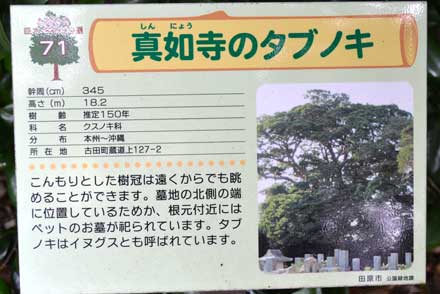 71
しん にょう
真如寺のタブノキ
幹周(cm) 345
高さ(m) 18.2
樹 齢 推定150年
科 名 クスノキ科
分 布 本州〜沖縄
所 在 地 古田町蔵道上127-2
こんもりとした樹冠は遠くからでも眺
めることができます。墓地の北側の端
に位置しているためか、根元付近には
ペットのお墓が祀られています。タブ
ノキはイヌグスとも呼ばれています。
田原市 公園緑地課